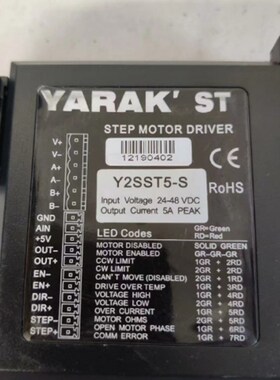 YARAK' ST
STEP MOTOR DRIVER
12190402
CE
Y2SST5-S
RoHS
Input Voltage 24-48 VDC
Output Current 5A PEAK
V+
V-
A+
A-
B+
B-
GND
AIN
+5V
OUT-
OUT+
EN-
EN+
DIR-
DIR+
STEP-
STEP+
LED Codes GR=Green
RD=Red
MOTOR DISABLED SOLID GREEN
MOTOR ENABLED GR-GR-GR
CCW LIMIT 1GR + 2RD
CW LIMIT 2GR + 2RD
CAN'T MOVE (DISABLED) 2GR + 1RD
DRIVE OVER TEMP 1GR + 3RD
VOLTAGE HIGH 1GR + 4RD
VOLTAGE LOW 2GR + 4RD
OVER CURRENT 1GR + 5RD
MOTOR OHMS 2GR + 6RD
OPEN MOTOR PHASE 1GR + 6RD
COMM ERROR 1GR + 7RD